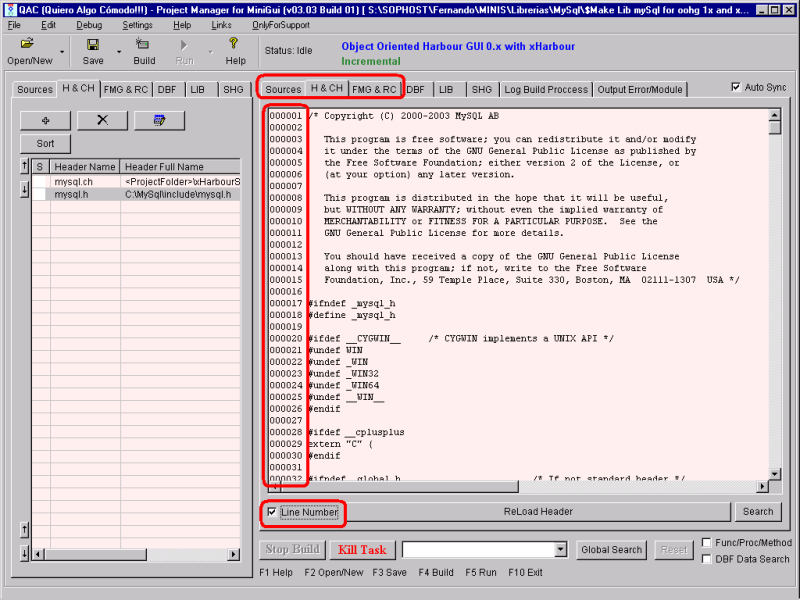 QAC (Quiero Algo Cómodo!!!) - Project Manager for MiniGui (v03.03 Build 01) [ S:\SOPHOST\Fernando\MINIS\Librerias\MySql\$Make Lib mySql for oohg 1x and x...
File Edit Debug Settings Help Links OnlyForSupport
Open/New Save Build Run Help
Status: Idle
Object Oriented Harbour GUI 0.x with xHarbour
Incremental
Sources H & CH FMG & RC DBF LIB SHG
Sources H & CH FMG & RC DBF LIB SHG Log Build Proccess Output Error/Module Auto Sync
Sort
S Header Name Header Full Name
mysql.ch <ProjectFolder>\xHarbourS
mysql.h C:\MySql\include\mysql.h
000001 /* Copyright (C) 2000-2003 MySQL AB
000002
000003 This program is free software; you can redistribute it and/or modify
000004 it under the terms of the GNU General Public License as published by
000005 the Free Software Foundation; either version 2 of the License, or
000006 (at your option) any later version.
000007
000008 This program is distributed in the hope that it will be useful,
000009 but WITHOUT ANY WARRANTY; without even the implied warranty of
000010 MERCHANTABILITY or FITNESS FOR A PARTICULAR PURPOSE. See the
000011 GNU General Public License for more details.
000012
000013 You should have received a copy of the GNU General Public License
000014 along with this program; if not, write to the Free Software
000015 Foundation, Inc., 59 Temple Place, Suite 330, Boston, MA 02111-1307 USA */
000016
000017 #ifndef _mysql_h
000018 #define _mysql_h
000019
000020 #ifdef __CYGWIN__ /* CYGWIN implements a UNIX API */
000021 #undef WIN
000022 #undef _WIN
000023 #undef _WIN32
000024 #undef _WIN64
000025 #undef __WIN__
000026 #endif
000027
000028 #ifdef __cplusplus
000029 extern "C" {
000030 #endif
000031
000032 #ifndef _global_h /* If not standard header */
Line Number ReLoad Header Search
Stop Build Kill Task Global Search Reset Func/Proc/Method
DBF Data Search
F1 Help F2 Open/New F3 Save F4 Build F5 Run F10 Exit